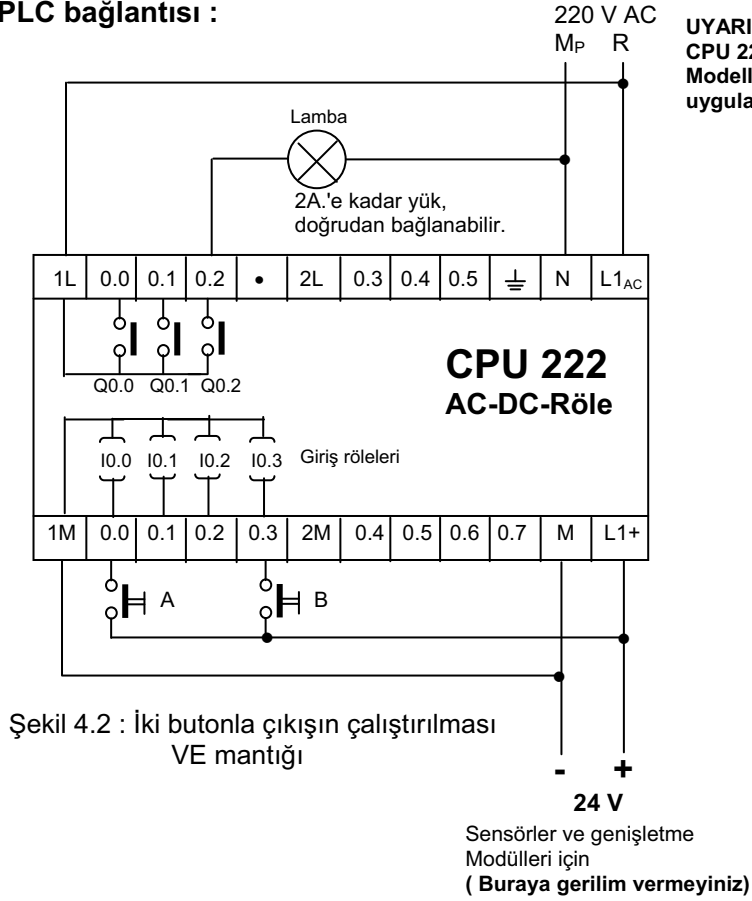 PLC bağlantısı :
220 V AC
MP R
UYARI
CPU 22
Modell
uygula
Lamba
2A.'e kadar yük,
doğrudan bağlanabilir.
1L 0.0 0.1 0.2 • 2L 0.3 0.4 0.5 N L1AC
Q0.0 Q0.1 Q0.2
CPU 222
AC-DC-Röle
I0.0 I0.1 I0.2 I0.3 Giriş röleleri
1M 0.0 0.1 0.2 0.3 2M 0.4 0.5 0.6 0.7 M L1+
A B
Şekil 4.2 : İki butonla çıkışın çalıştırılması
VE mantığı
- +
24 V
Sensörler ve genişletme
Modülleri için
( Buraya gerilim vermeyiniz)